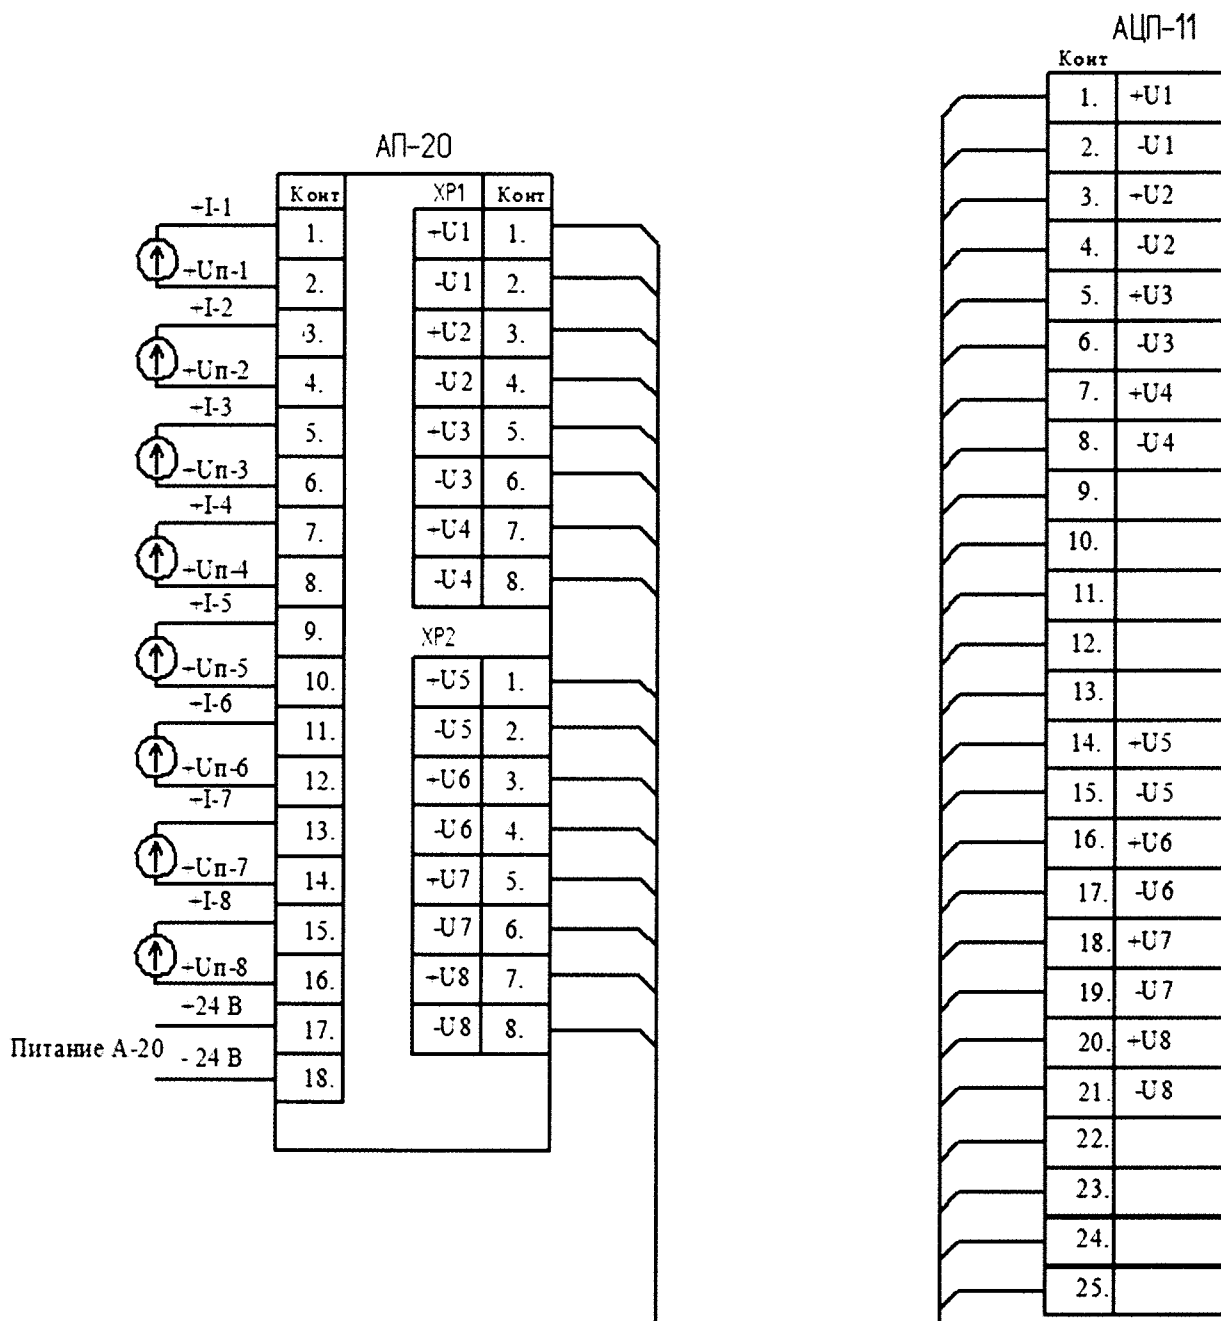 АЦП-11
Конт
1. +U1
2. -U1
3. +U2
4. -U2
5. +U3
6. -U3
7. +U4
8. -U4
9.
10.
11.
12.
13.
14. +U5
15. -U5
16. +U6
17. -U6
18. +U7
19. -U7
20. +U8
21. -U8
22.
23.
24.
25.
АП-20
Конт
XP1 Конт
+I-1
1.
+Uп-1
2.
+I-2
3.
+Uп-2
4.
+I-3
5.
+Uп-3
6.
+I-4
7.
+Uп-4
8.
+I-5
9.
+Uп-5
10.
+I-6
11.
+Uп-6
12.
+I-7
13.
+Uп-7
14.
+I-8
15.
+Uп-8
16.
+24 В
17.
Питание А-20
- 24 В
18.
+U1 1.
-U1 2.
+U2 3.
-U2 4.
+U3 5.
-U3 6.
+U4 7.
-U4 8.
XP2
+U5 1.
-U5 2.
+U6 3.
-U6 4.
+U7 5.
-U7 6.
+U8 7.
-U8 8.